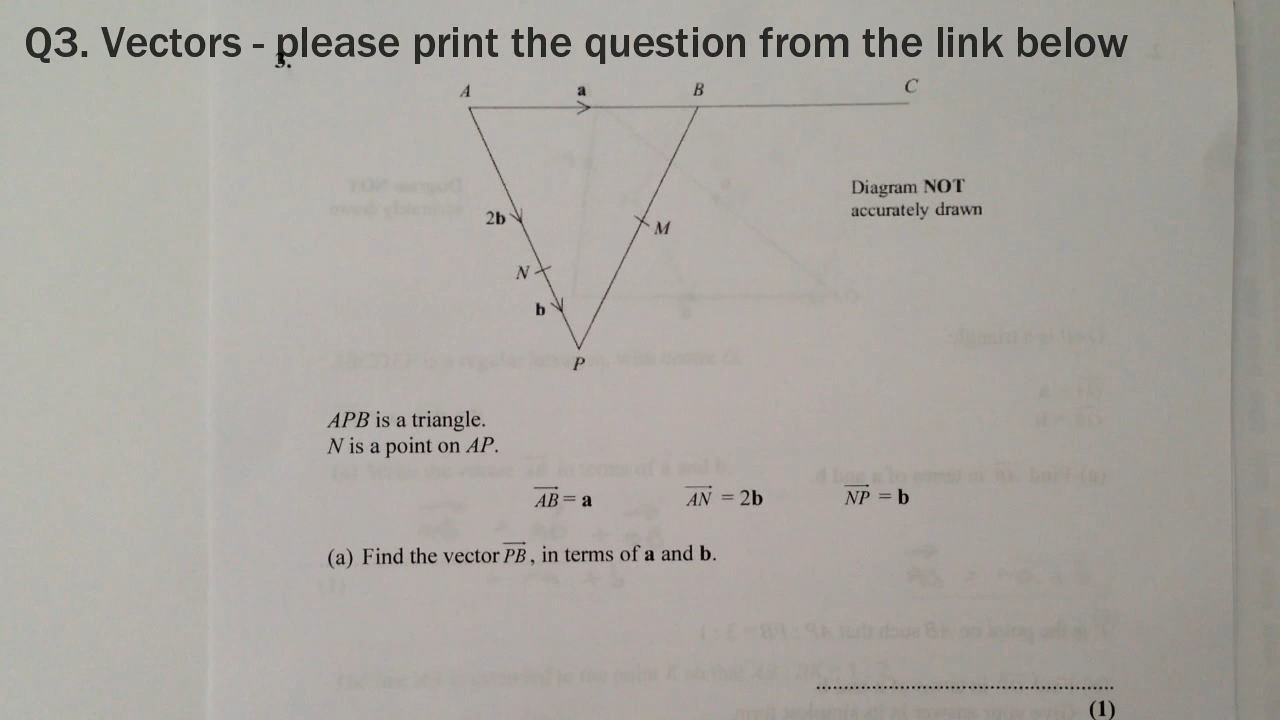 Q3. Vectors - please print the question from the link below
A
a
B
C
Diagram NOT
accurately drawn
2b
M
N
b
P
APB is a triangle.
N is a point on AP.
AB = a AN = 2b NP = b
(a) Find the vector PB, in terms of a and b.
(1)